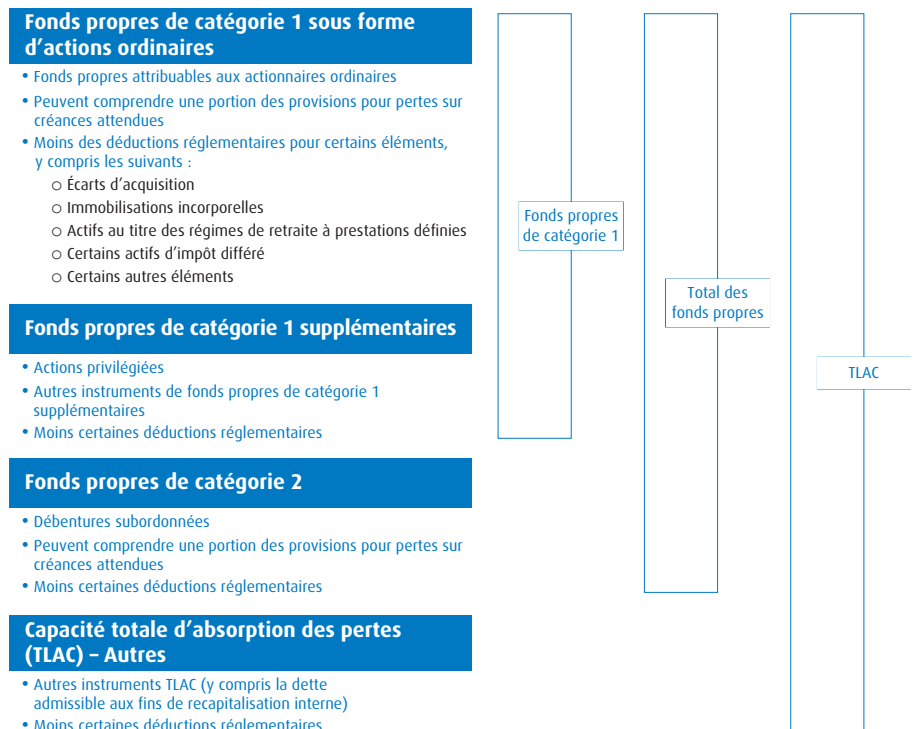 Fonds propres de catégorie 1 sous forme
d’actions ordinaires
• Fonds propres attribuables aux actionnaires ordinaires
• Peuvent comprendre une portion des provisions pour pertes sur
créances attendues
• Moins des déductions réglementaires pour certains éléments,
y compris les suivants :
○ Écarts d’acquisition
○ Immobilisations incorporelles
○ Actifs au titre des régimes de retraite à prestations définies
○ Certains actifs d’impôt différé
○ Certains autres éléments
Fonds propres de catégorie 1 supplémentaires
• Actions privilégiées
• Autres instruments de fonds propres de catégorie 1
supplémentaires
• Moins certaines déductions réglementaires
Fonds propres de catégorie 2
• Débentures subordonnées
• Peuvent comprendre une portion des provisions pour pertes sur
créances attendues
• Moins certaines déductions réglementaires
Capacité totale d’absorption des pertes
(TLAC) – Autres
• Autres instruments TLAC (y compris la dette
admissible aux fins de recapitalisation interne)
• Moins certaines déductions réglementaires
Fonds propres
de catégorie 1
Total des
fonds propres
TLAC